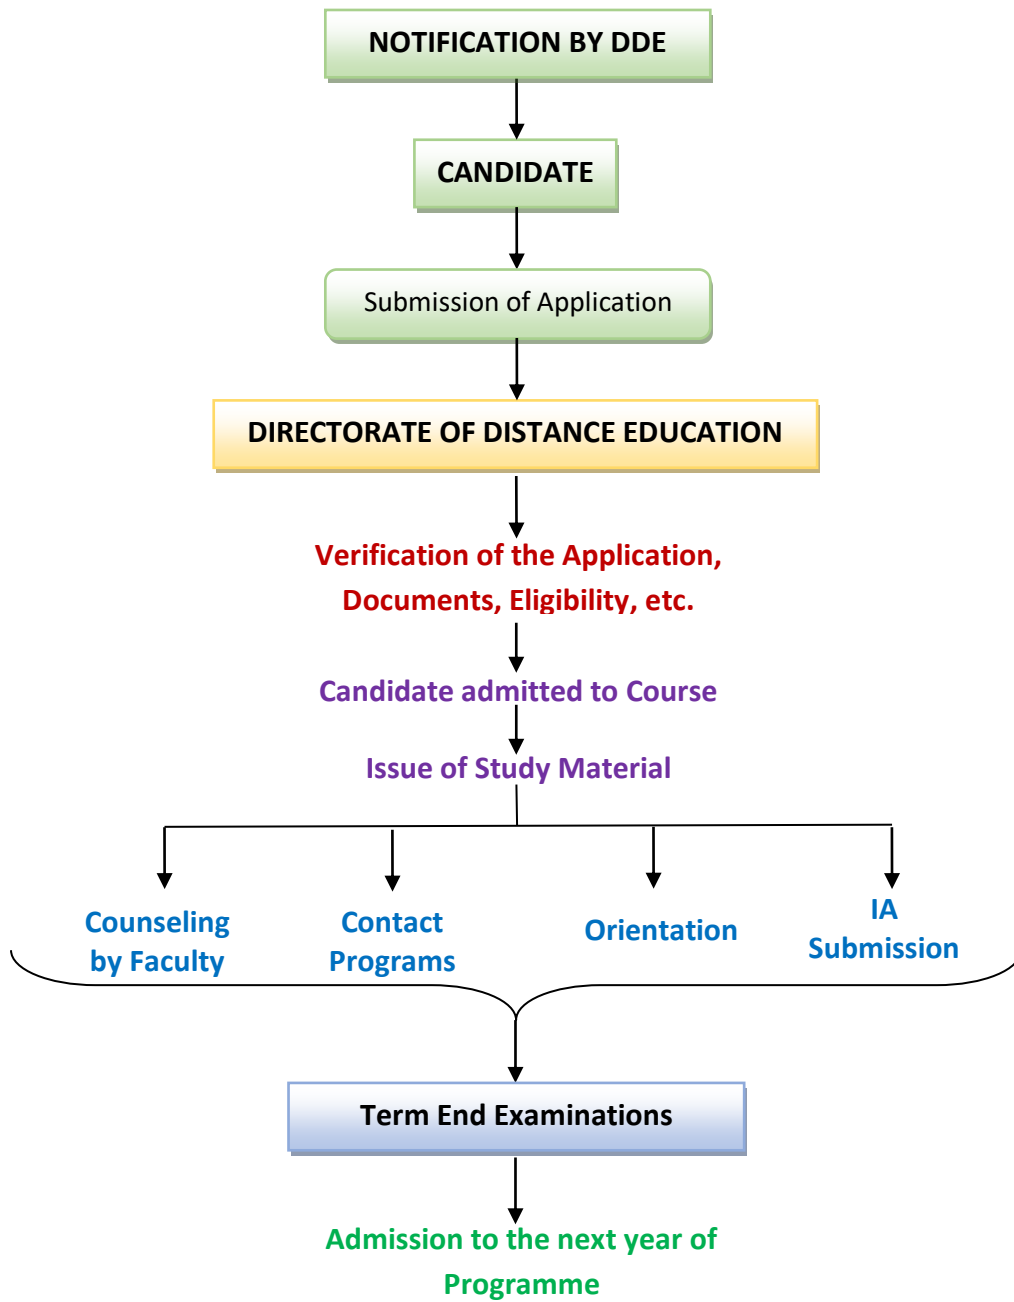 NOTIFICATION BY DDE
CANDIDATE
Submission of Application
DIRECTORATE OF DISTANCE EDUCATION
Verification of the Application,
Documents, Eligibility, etc.
Candidate admitted to Course
Issue of Study Material
Counseling
by Faculty
Contact
Programs
Orientation
IA
Submission
Term End Examinations
Admission to the next year of
Programme